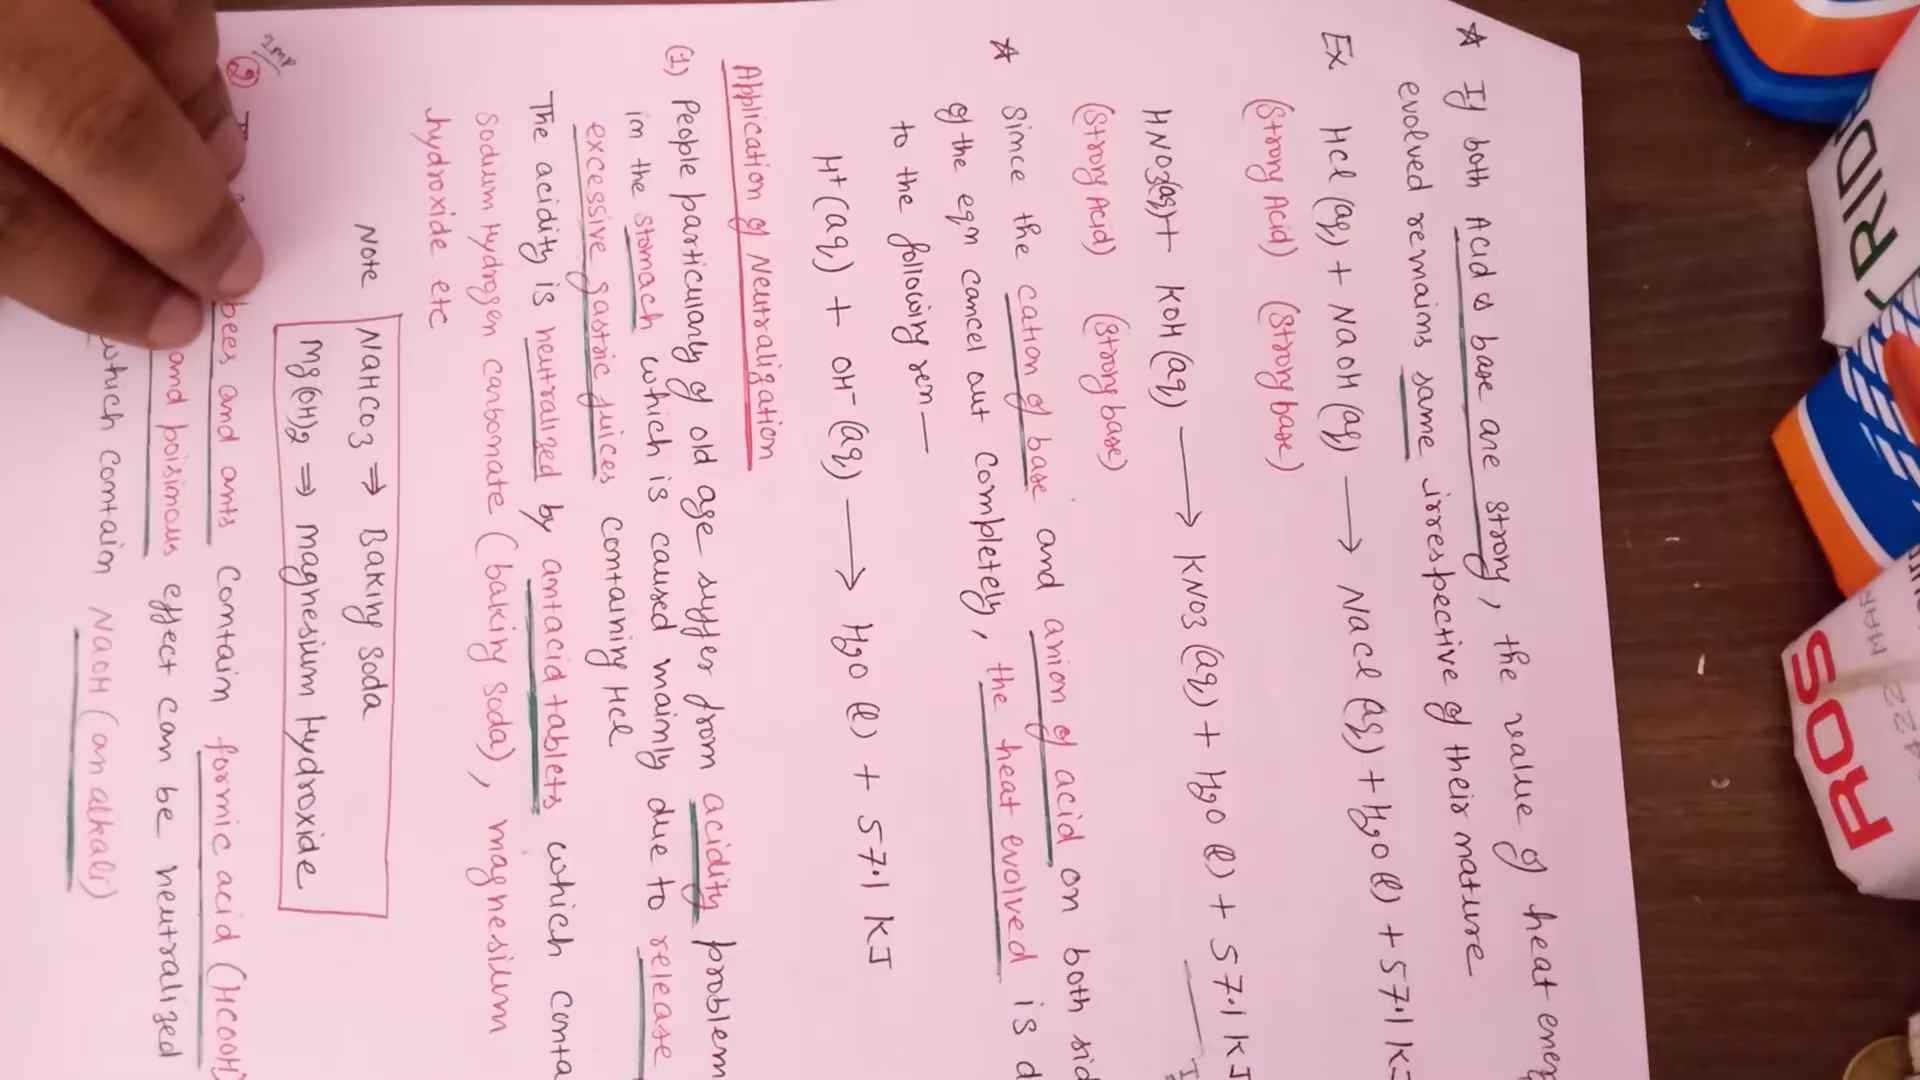 ☆ If both Acid & base are strong, the value of heat energ
evolved remains same irrespective of their nature
Ex HCl (aq) + NaOH (aq) ⟶ NaCl (aq) + H2O (l) + 57.1 KJ
(Strong Acid) (Strong base)
HNO3(aq) + KOH (aq) ⟶ KNO3 (aq) + H2O (l) + 57.1 KJ
(Strong Acid) (Strong base)
☆ Since the cation of base and anion of acid on both sid
of the eqn cancel out completely, the heat evolved is d
to the following rxn —
H+ (aq) + OH- (aq) ⟶ H2O (l) + 57.1 KJ
Application of Neutralization
(1) People particularly of old age suffer from acidity problem
in the stomach which is caused mainly due to release
excessive gastric juices containing HCl
The acidity is neutralized by antacid tablets which conta
sodium Hydrogen carbonate (baking soda), magnesium
hydroxide etc
Note NaHCO3 ⇒ Baking Soda
Mg(OH)2 ⇒ magnesium Hydroxide
Imp
(2) bees and ants contain formic acid (HCOOH)
and poisinous effect can be neutralized
which contain NaOH (an alkali)
RID
ROS